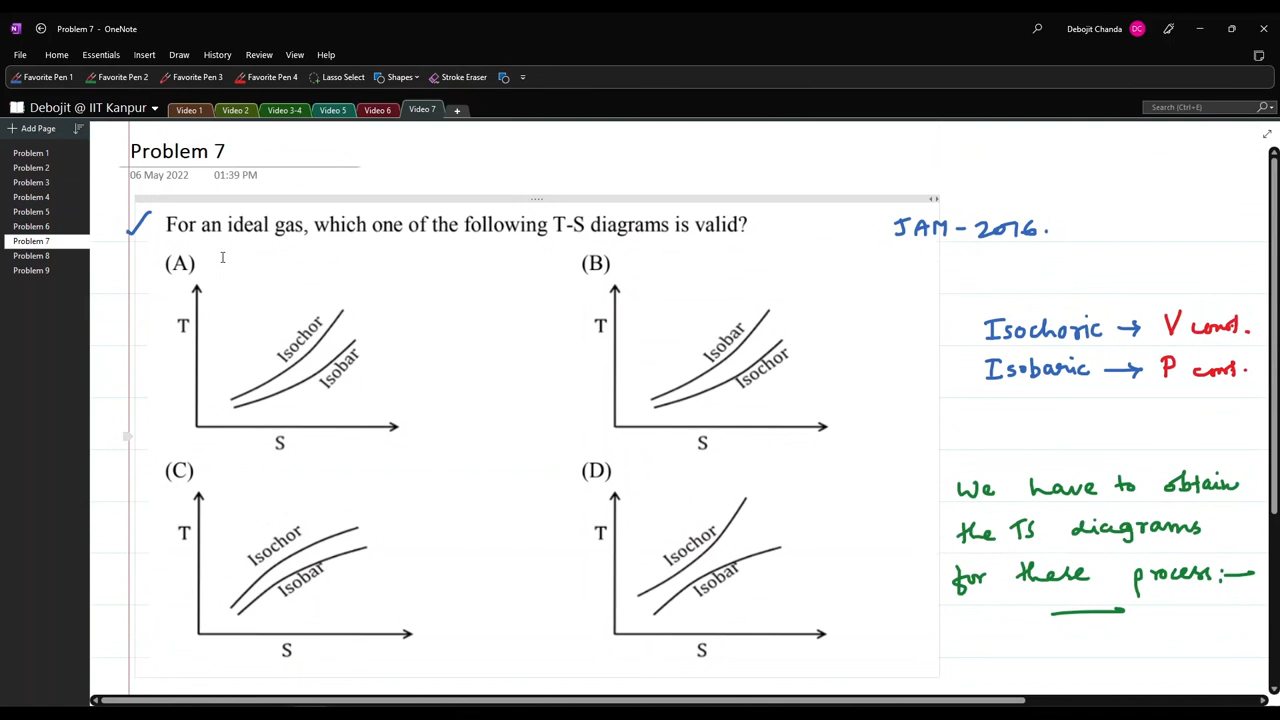 Problem 7 - OneNote
Debojit Chanda DC
File Home Essentials Insert Draw History Review View Help
Favorite Pen 1 Favorite Pen 2 Favorite Pen 3 Favorite Pen 4 Lasso Select Shapes Stroke Eraser
Debojit @ IIT Kanpur Video 1 Video 2 Video 3-4 Video 5 Video 6 Video 7 + Search (Ctrl+E)
+ Add Page
Problem 1
Problem 2
Problem 3
Problem 4
Problem 5
Problem 6
Problem 7
Problem 8
Problem 9
Problem 7
06 May 2022 01:39 PM
For an ideal gas, which one of the following T-S diagrams is valid?
JAM - 2016.
(A)
T
Isochor
Isobar
S
(B)
T
Isobar
Isochor
S
(C)
T
Isochor
Isobar
S
(D)
T
Isochor
Isobar
S
Isochoric → V const.
Isobaric → P const.
We have to obtain
the TS diagrams
for these process:-